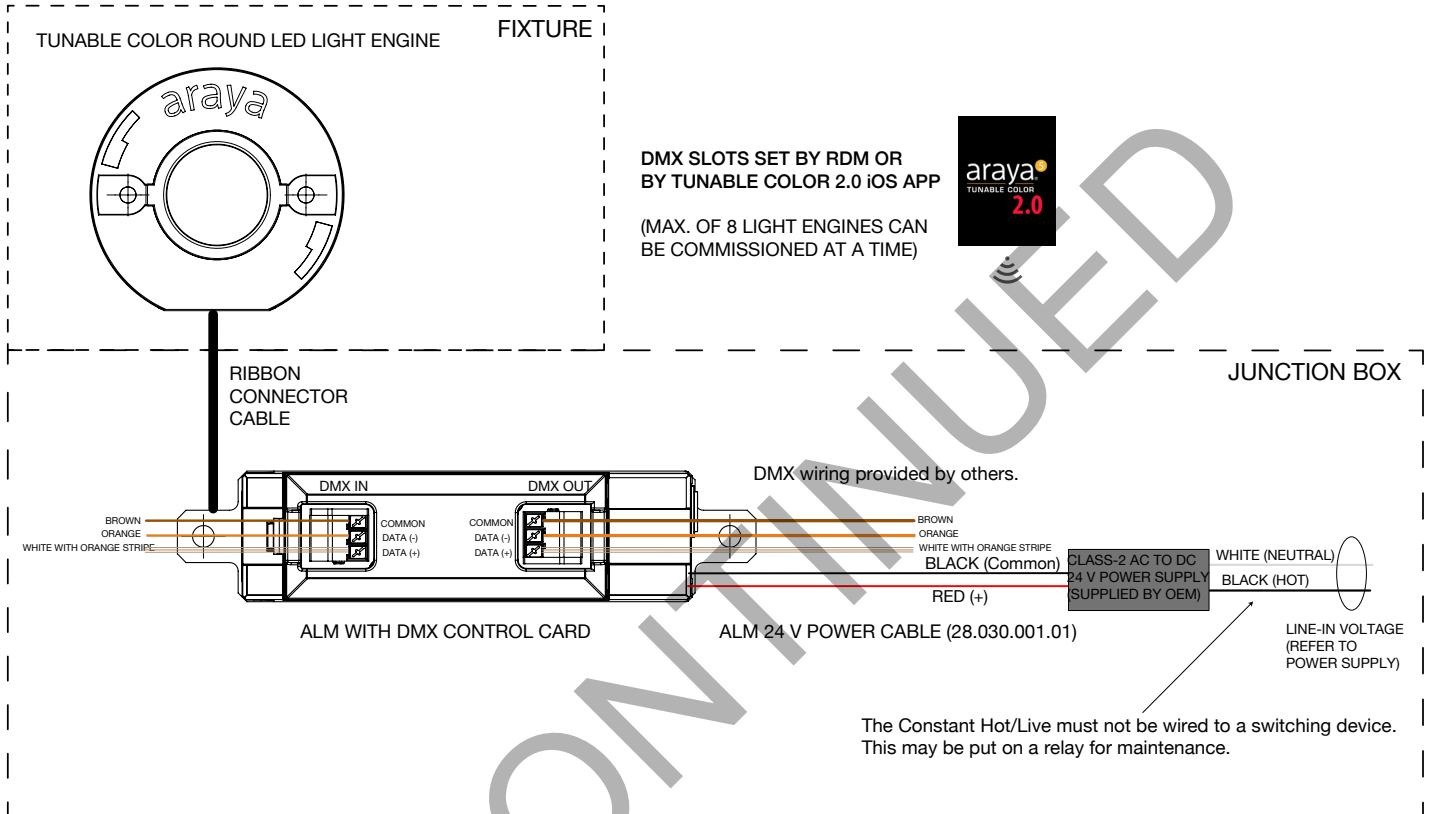 FIXTURE
TUNABLE COLOR ROUND LED LIGHT ENGINE
araya
DMX SLOTS SET BY RDM OR
BY TUNABLE COLOR 2.0 iOS APP
(MAX. OF 8 LIGHT ENGINES CAN
BE COMMISSIONED AT A TIME)
araya S
TUNABLE COLOR
2.0
RIBBON
CONNECTOR
CABLE
JUNCTION BOX
DMX wiring provided by others.
DMX IN
DMX OUT
BROWN
ORANGE
WHITE WITH ORANGE STRIPE
COMMON
DATA (-)
DATA (+)
COMMON
DATA (-)
DATA (+)
BROWN
ORANGE
WHITE WITH ORANGE STRIPE
BLACK (Common)
RED (+)
CLASS-2 AC TO DC
24 V POWER SUPPLY
(SUPPLIED BY OEM)
WHITE (NEUTRAL)
BLACK (HOT)
LINE-IN VOLTAGE
(REFER TO
POWER SUPPLY)
ALM WITH DMX CONTROL CARD
ALM 24 V POWER CABLE (28.030.001.01)
The Constant Hot/Live must not be wired to a switching device.
This may be put on a relay for maintenance.
ONTINUED